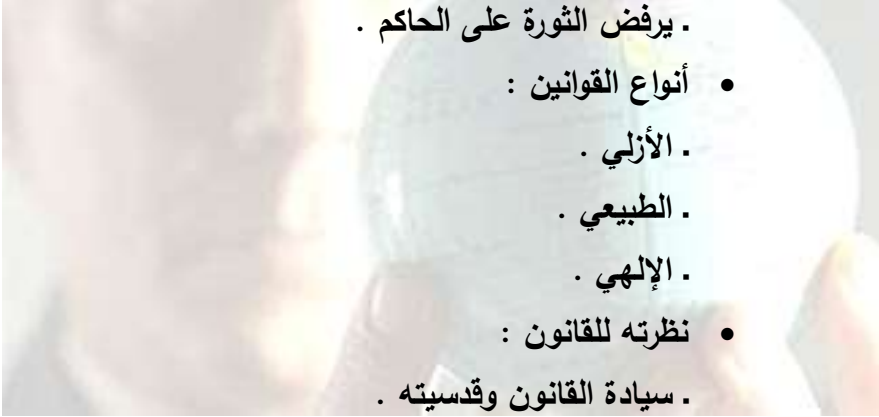 . يرفض الثورة على الحاكم .
• أنواع القوانين :
. الأزلي .
. الطبيعي .
. الإلهي .
• نظرته للقانون :
. سيادة القانون وقدسيته .